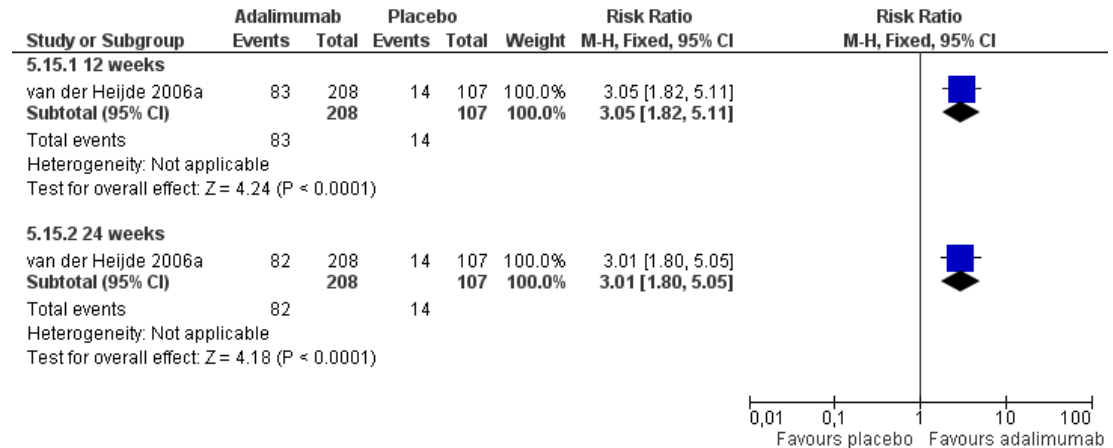 Adalimumab Placebo Risk Ratio Risk Ratio
Study or Subgroup Events Total Events Total Weight M-H, Fixed, 95% CI M-H, Fixed, 95% CI
5.15.1 12 weeks
van der Heijde 2006a 83 208 14 107 100.0% 3.05 [1.82, 5.11]
Subtotal (95% CI) 208 107 100.0% 3.05 [1.82, 5.11]
Total events 83 14
Heterogeneity: Not applicable
Test for overall effect: Z = 4.24 (P < 0.0001)
5.15.2 24 weeks
van der Heijde 2006a 82 208 14 107 100.0% 3.01 [1.80, 5.05]
Subtotal (95% CI) 208 107 100.0% 3.01 [1.80, 5.05]
Total events 82 14
Heterogeneity: Not applicable
Test for overall effect: Z = 4.18 (P < 0.0001)
0,01 0,1 1 10 100
Favours placebo Favours adalimumab